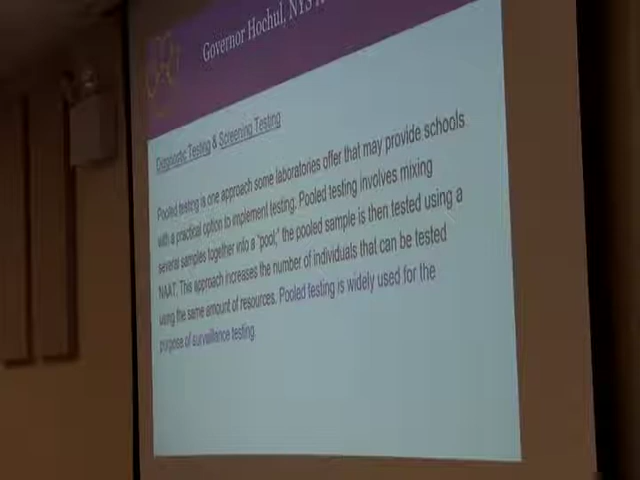 Governor Hochul, NYS
Diagnostic Testing & Screening Testing
Pooled testing is one approach some laboratories offer that may provide schools
with a practical option to implement testing. Pooled testing involves mixing
several samples together into a "pool," the pooled sample is then tested using a
NAAT. This approach increases the number of individuals that can be tested
using the same amount of resources. Pooled testing is widely used for the
purpose of surveillance testing.